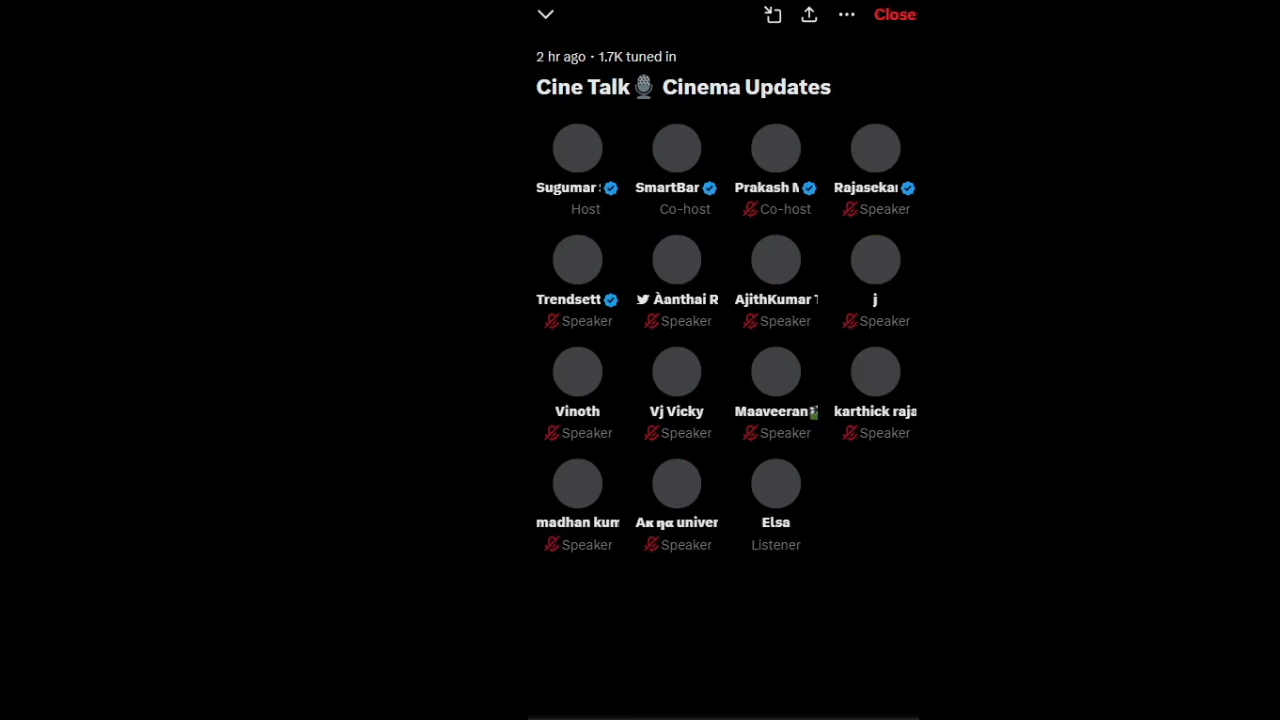 Close
2 hr ago · 1.7K tuned in
Cine Talk🎙️ Cinema Updates
Sugumar SmartBar Prakash M Rajasekar
Host Co-host Co-host Speaker
Trendsett Àanthai R AjithKumar T j
Speaker Speaker Speaker Speaker
Vinoth Vj Vicky Maaveeran karthick raja
Speaker Speaker Speaker Speaker
madhan kum Aĸ ηα univer Elsa
Speaker Speaker Listener